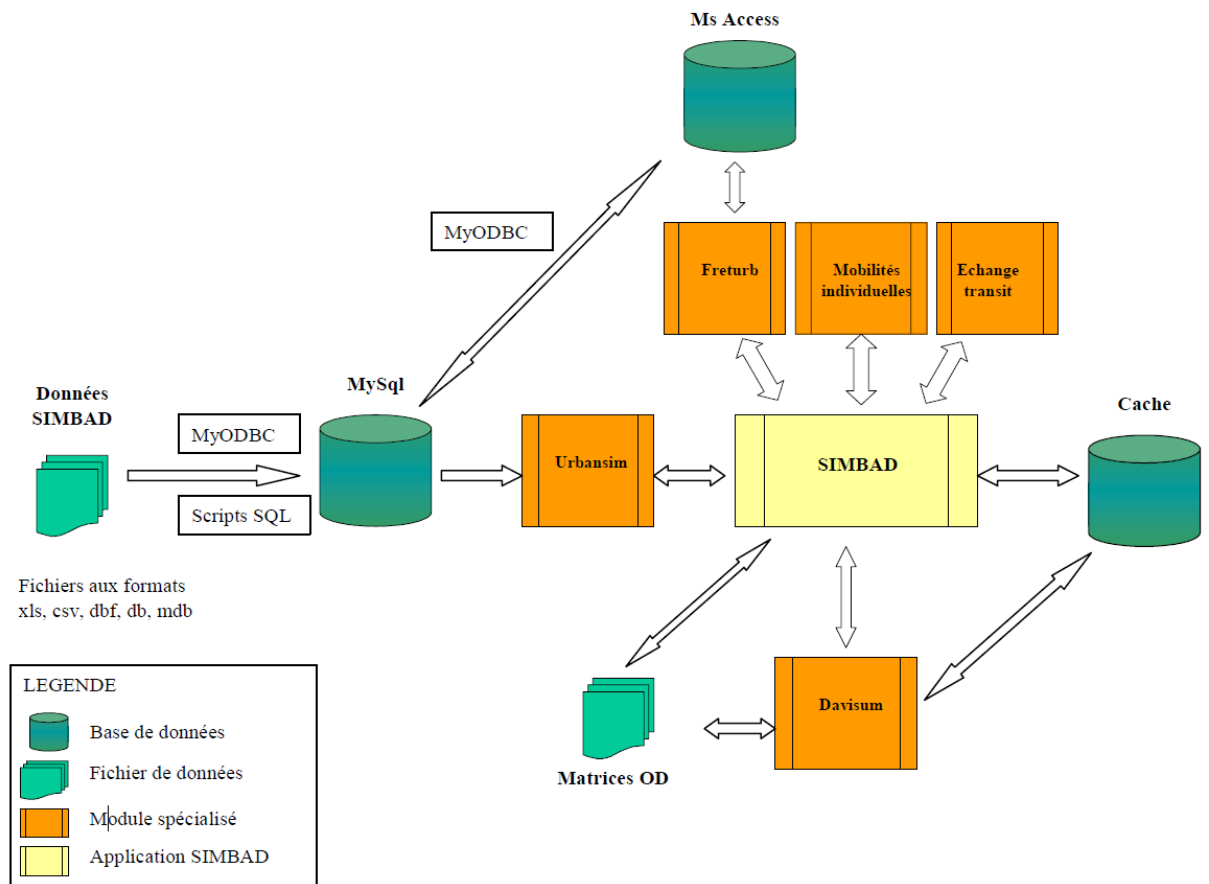 Ms Access
MyODBC
Freturb
Mobilités
individuelles
Echange
transit
Données
SIMBAD
MySql
MyODBC
Scripts SQL
Urbansim
SIMBAD
Cache
Fichiers aux formats
xls, csv, dbf, db, mdb
Matrices OD
Davisum
LEGENDE
Base de données
Fichier de données
Module spécialisé
Application SIMBAD